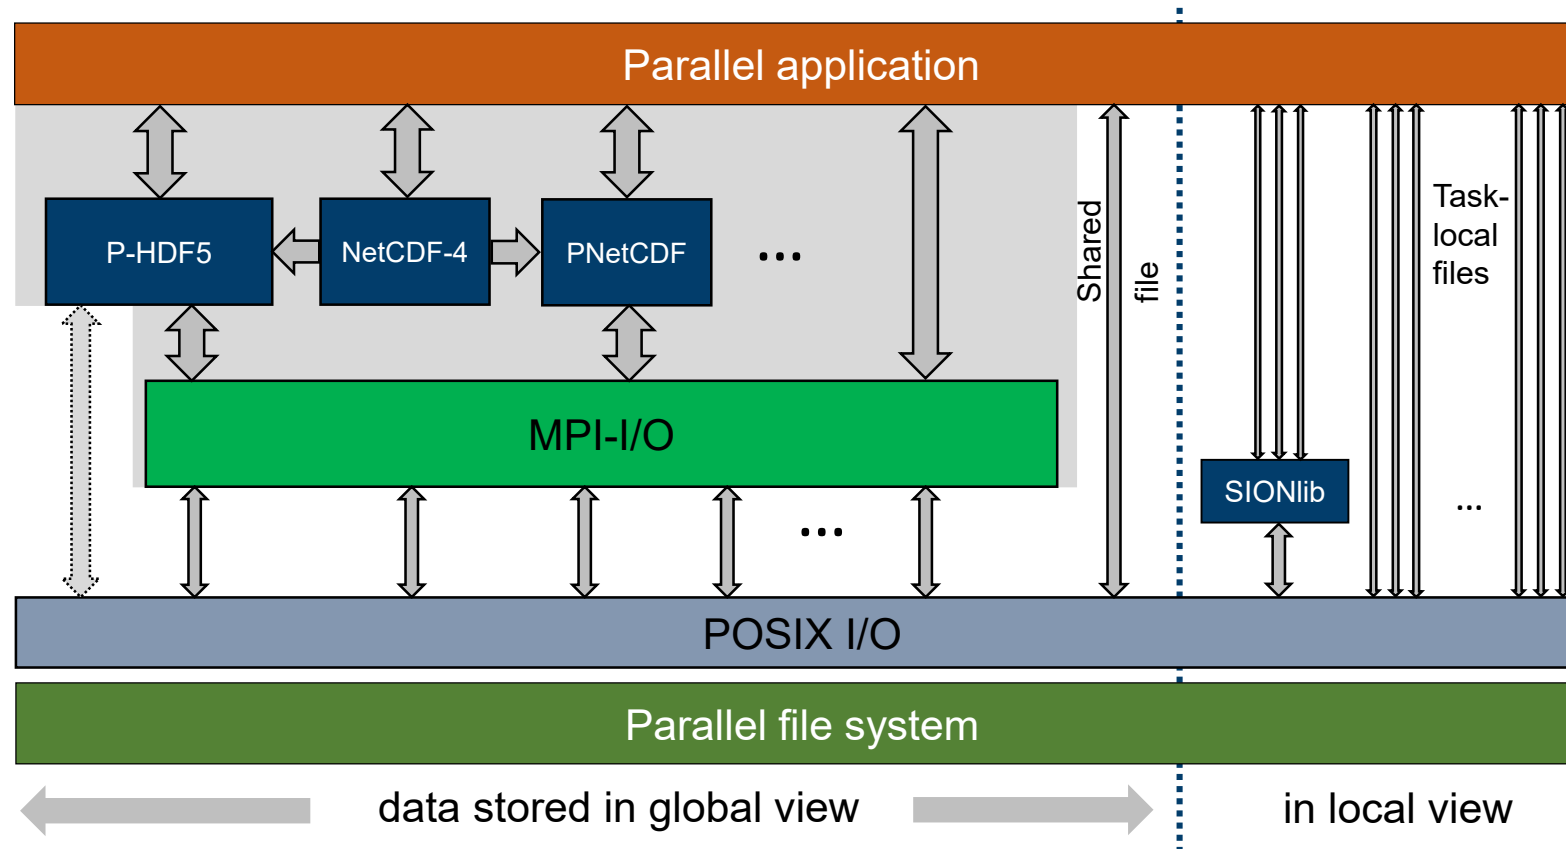 Parallel application
P-HDF5
NetCDF-4
PNetCDF
...
Shared
file
Task-
local
files
MPI-I/O
...
SIONlib
...
POSIX I/O
Parallel file system
data stored in global view
in local view